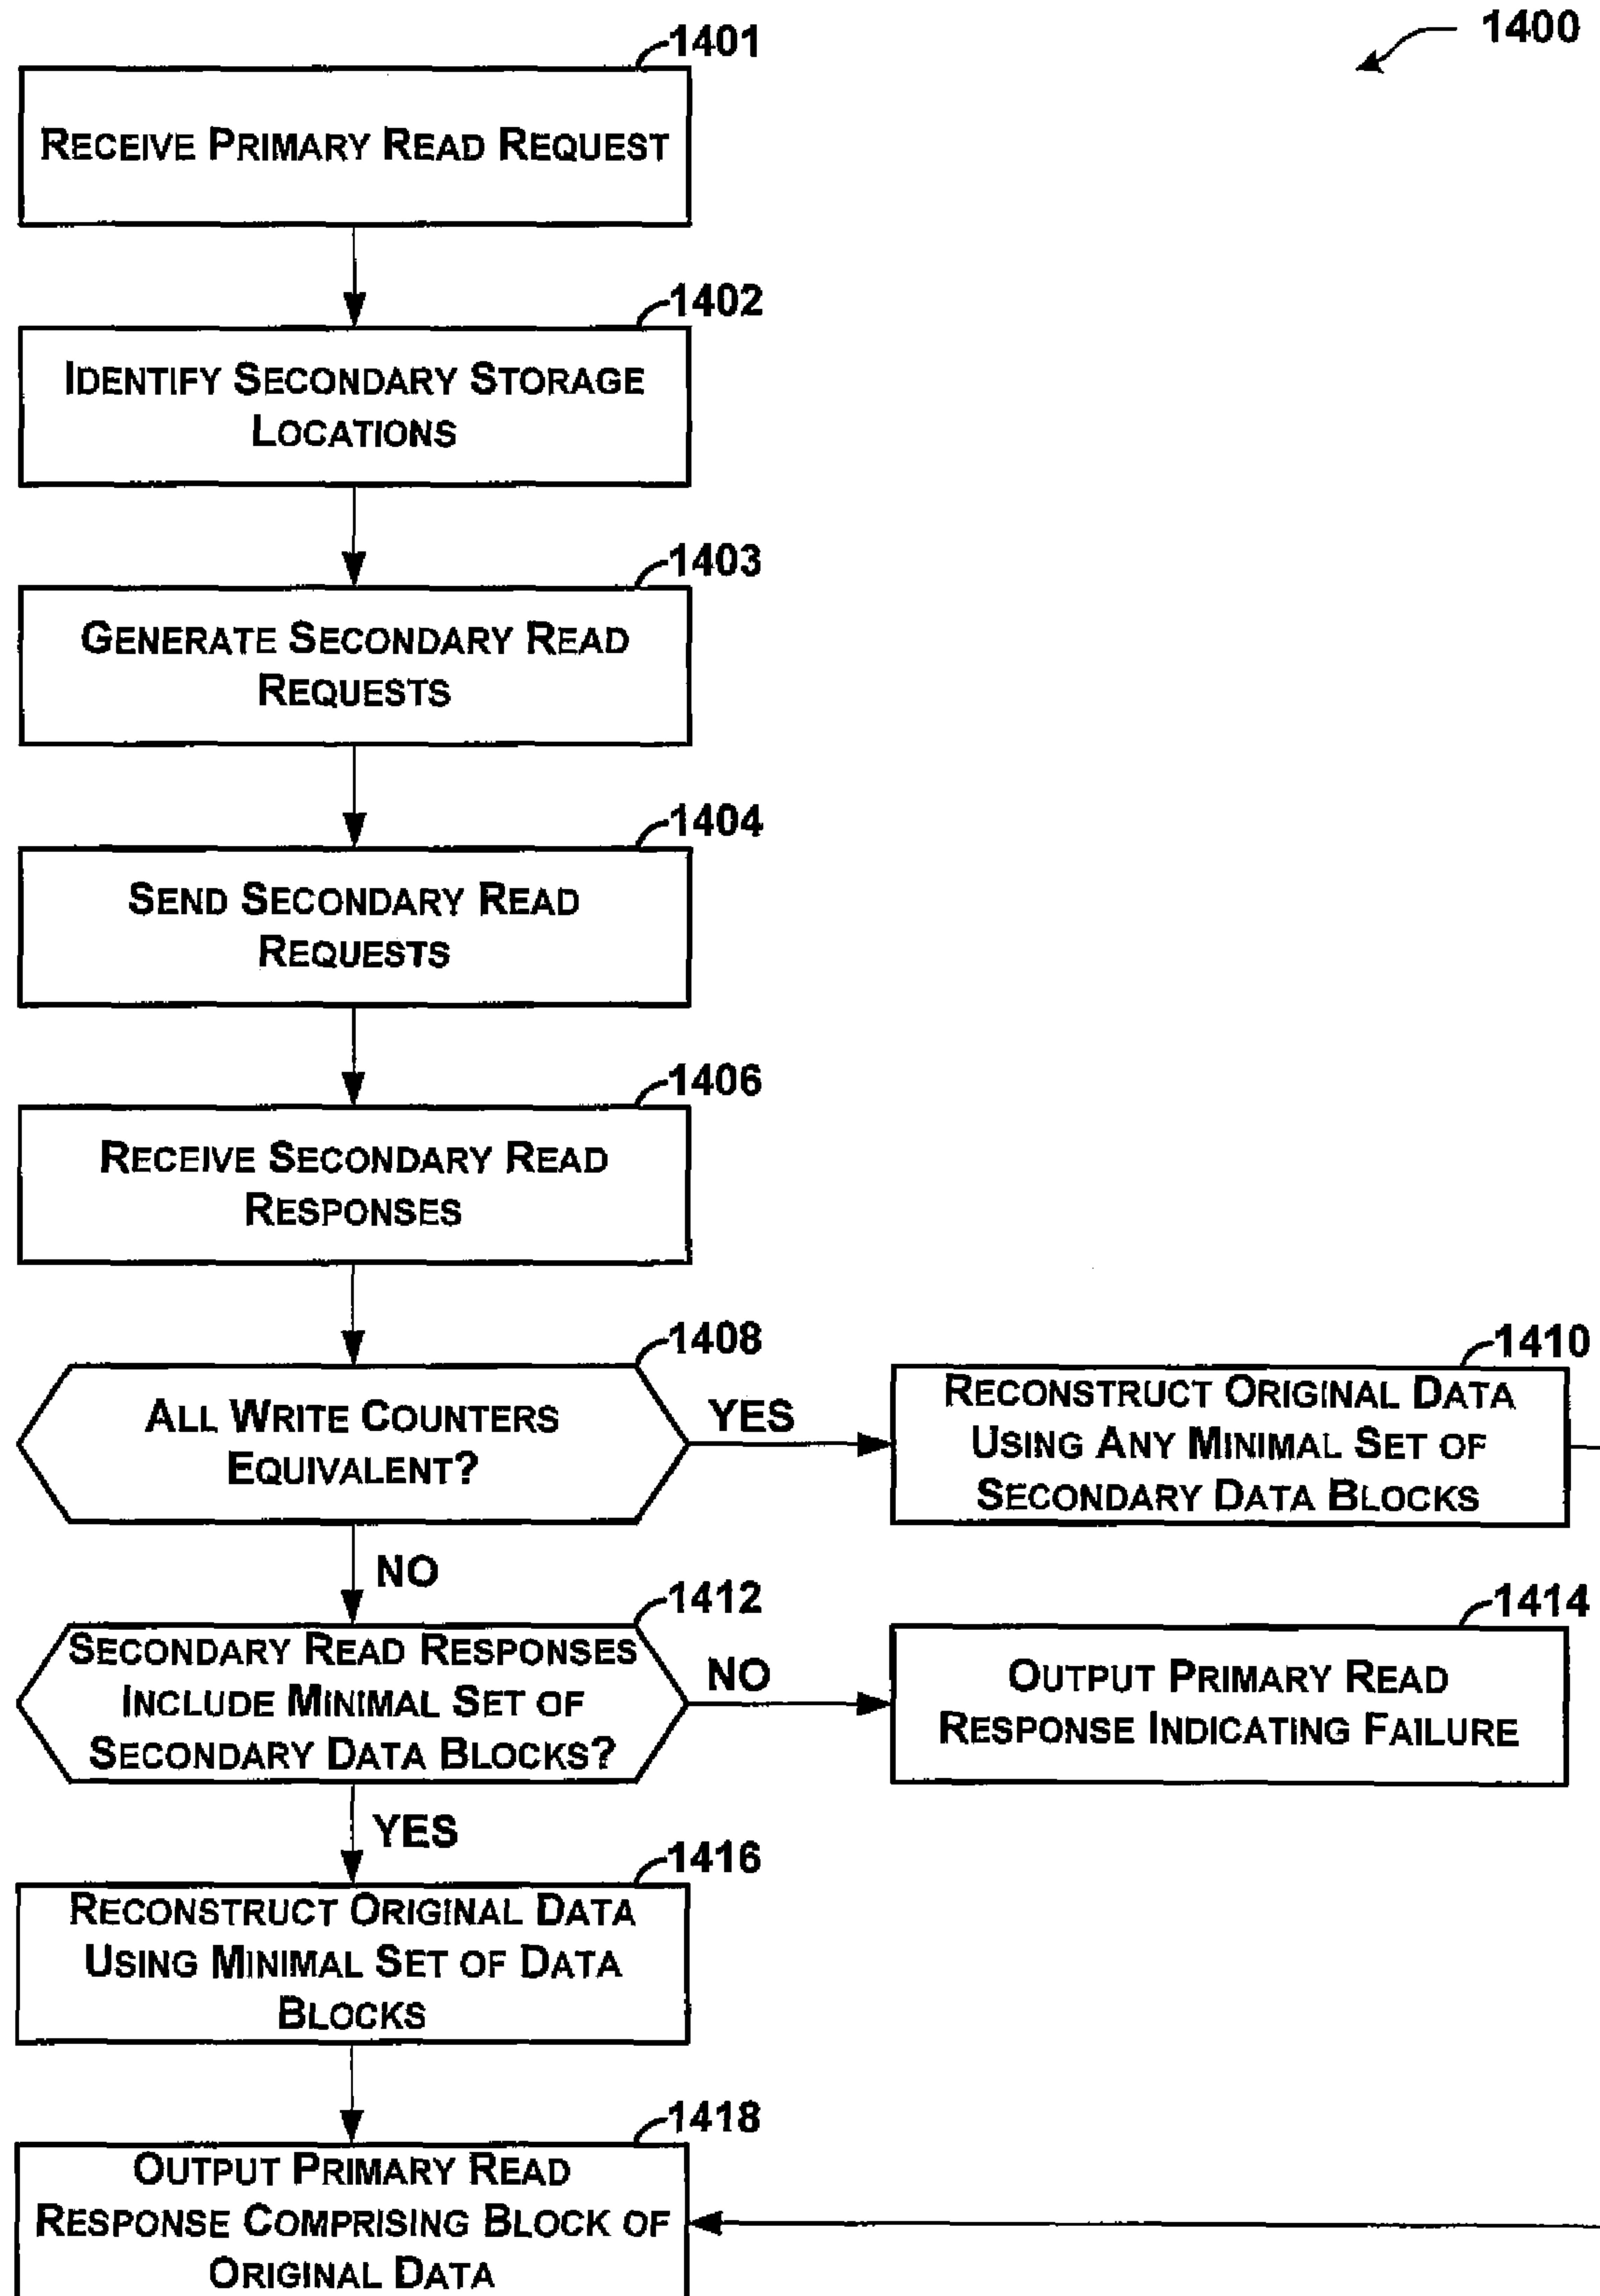 1400
1401
RECEIVE PRIMARY READ REQUEST
1402
IDENTIFY SECONDARY STORAGE
LOCATIONS
1403
GENERATE SECONDARY READ
REQUESTS
1404
SEND SECONDARY READ
REQUESTS
1406
RECEIVE SECONDARY READ
RESPONSES
1408
ALL WRITE COUNTERS
EQUIVALENT?
YES
1410
RECONSTRUCT ORIGINAL DATA
USING ANY MINIMAL SET OF
SECONDARY DATA BLOCKS
NO
1412
SECONDARY READ RESPONSES
INCLUDE MINIMAL SET OF
SECONDARY DATA BLOCKS?
NO
1414
OUTPUT PRIMARY READ
RESPONSE INDICATING FAILURE
YES
1416
RECONSTRUCT ORIGINAL DATA
USING MINIMAL SET OF DATA
BLOCKS
1418
OUTPUT PRIMARY READ
RESPONSE COMPRISING BLOCK OF
ORIGINAL DATA